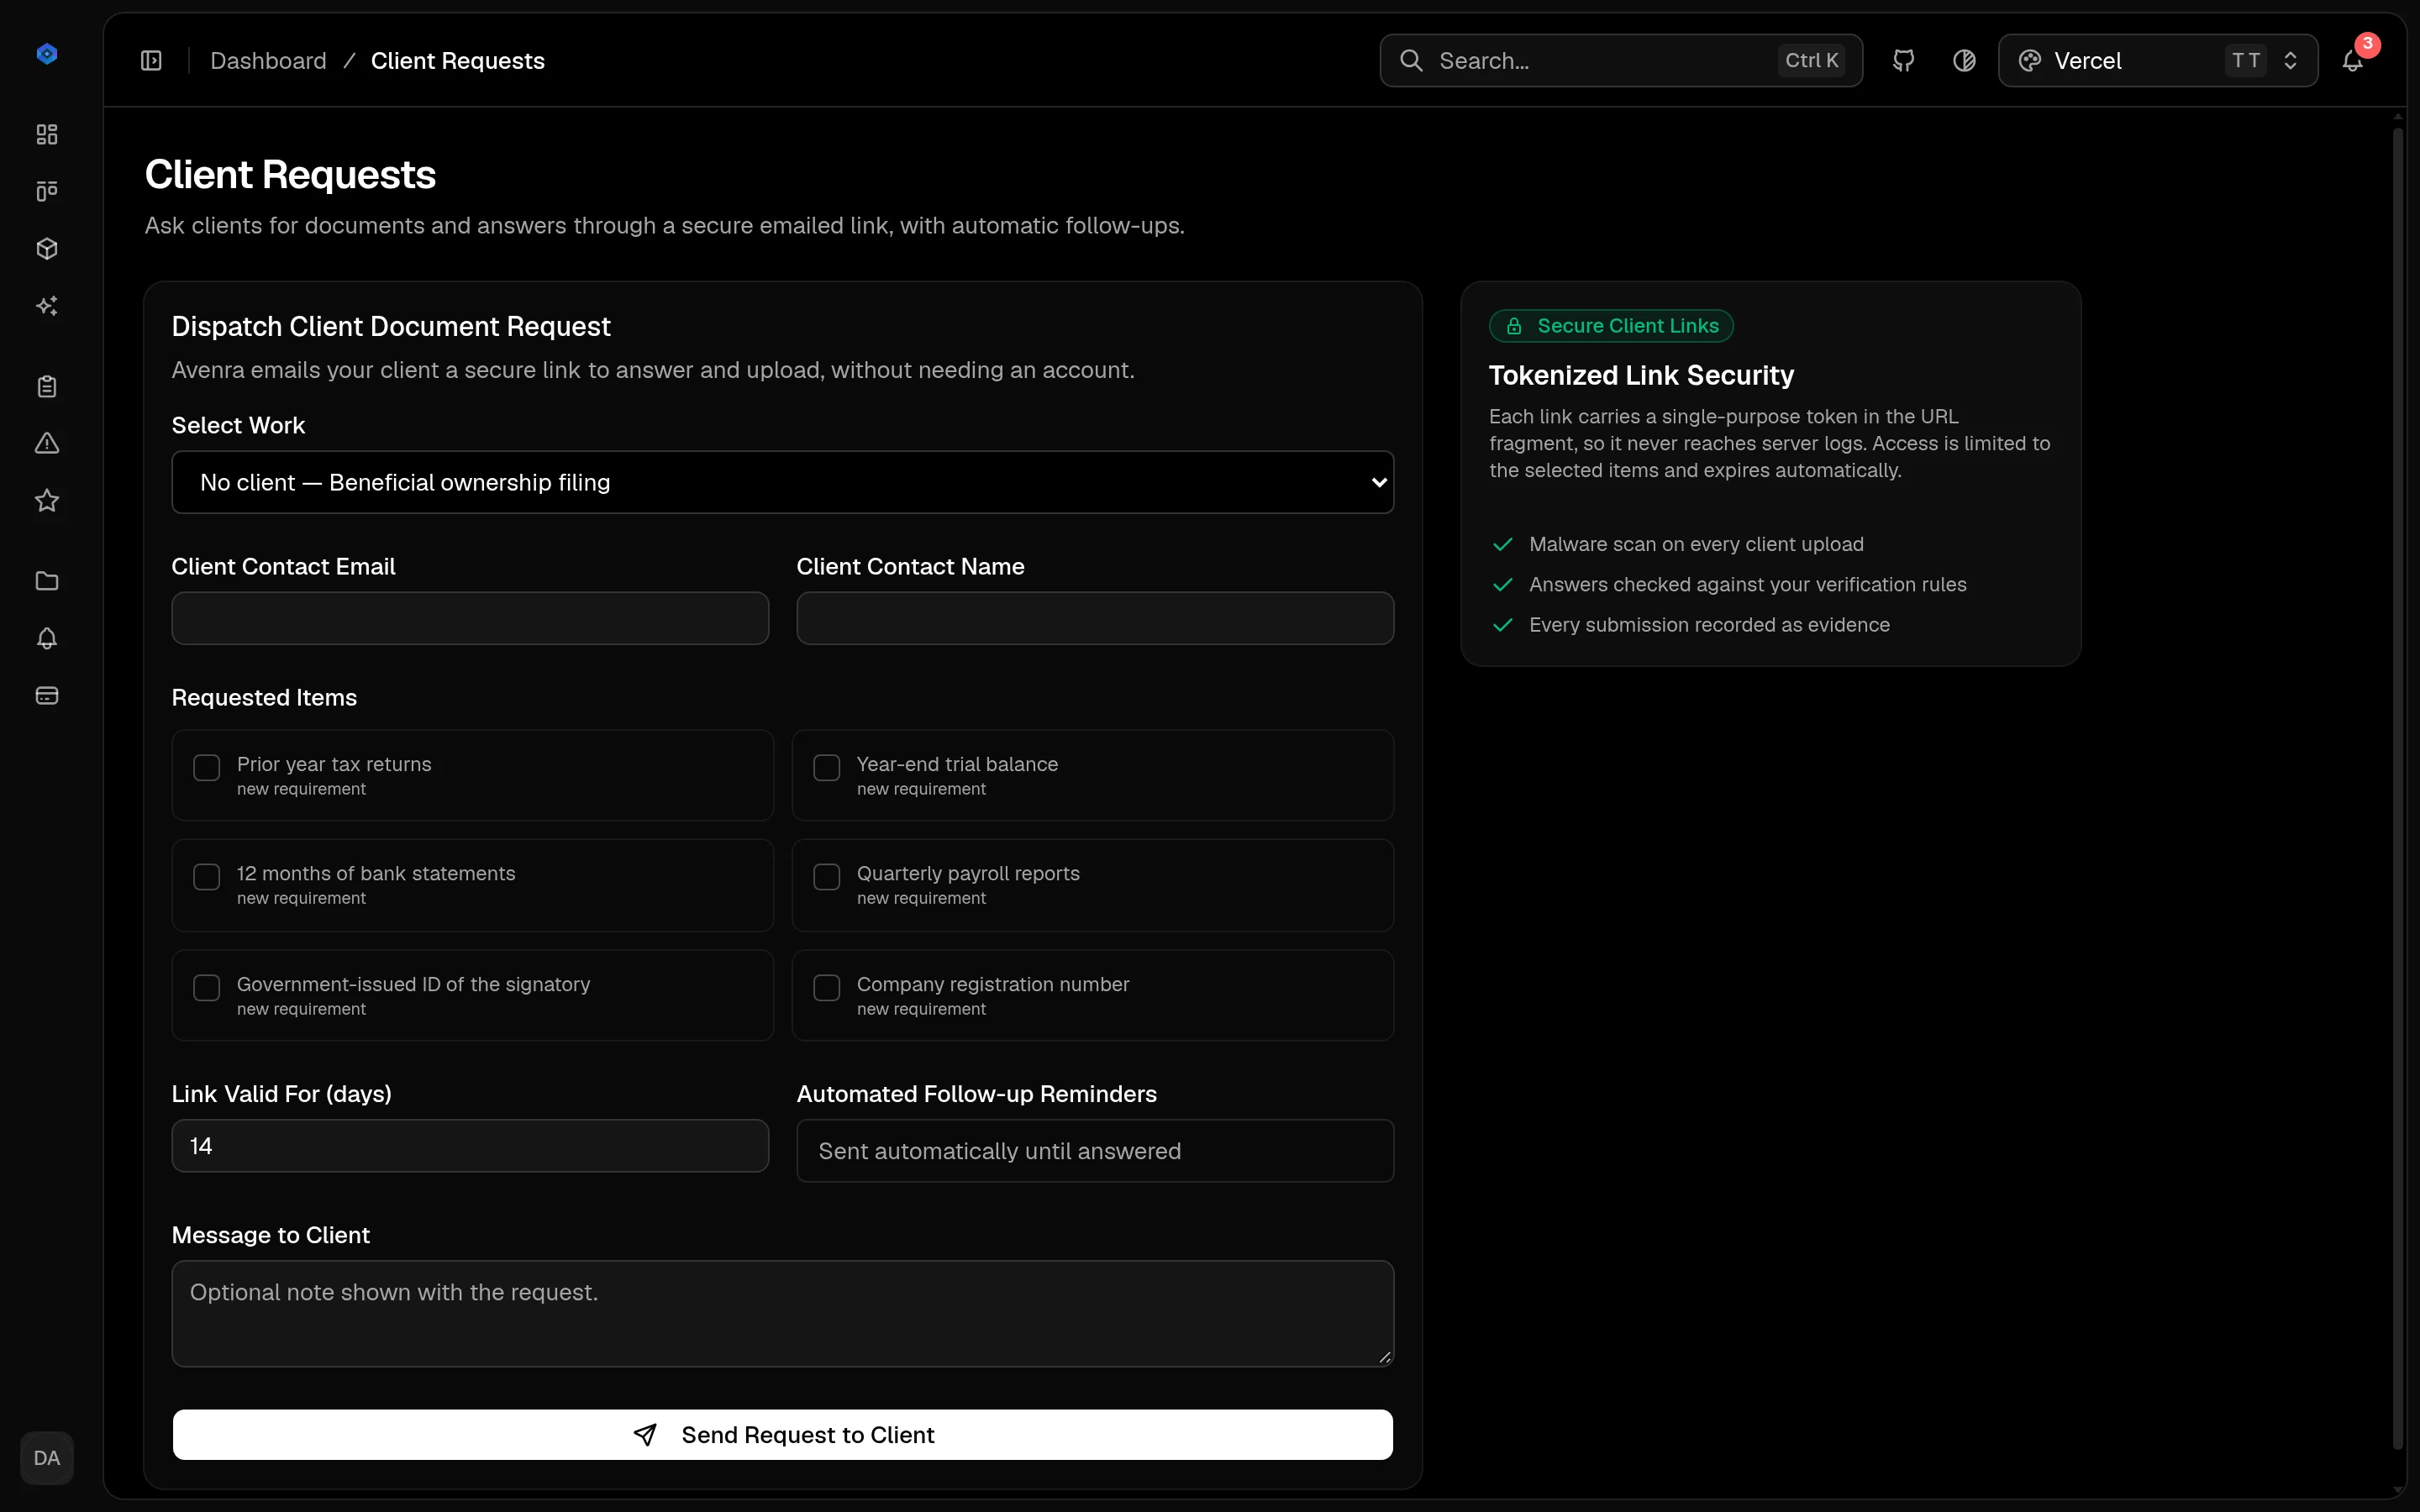 Dashboard / Client Requests
Search...
Ctrl K
Vercel
T T
3
Client Requests
Ask clients for documents and answers through a secure emailed link, with automatic follow-ups.
Dispatch Client Document Request
Avenra emails your client a secure link to answer and upload, without needing an account.
Select Work
No client — Beneficial ownership filing
Client Contact Email
Client Contact Name
Requested Items
Prior year tax returns
new requirement
Year-end trial balance
new requirement
12 months of bank statements
new requirement
Quarterly payroll reports
new requirement
Government-issued ID of the signatory
new requirement
Company registration number
new requirement
Link Valid For (days)
14
Automated Follow-up Reminders
Sent automatically until answered
Message to Client
Optional note shown with the request.
Send Request to Client
Secure Client Links
Tokenized Link Security
Each link carries a single-purpose token in the URL
fragment, so it never reaches server logs. Access is limited to
the selected items and expires automatically.
Malware scan on every client upload
Answers checked against your verification rules
Every submission recorded as evidence
DA